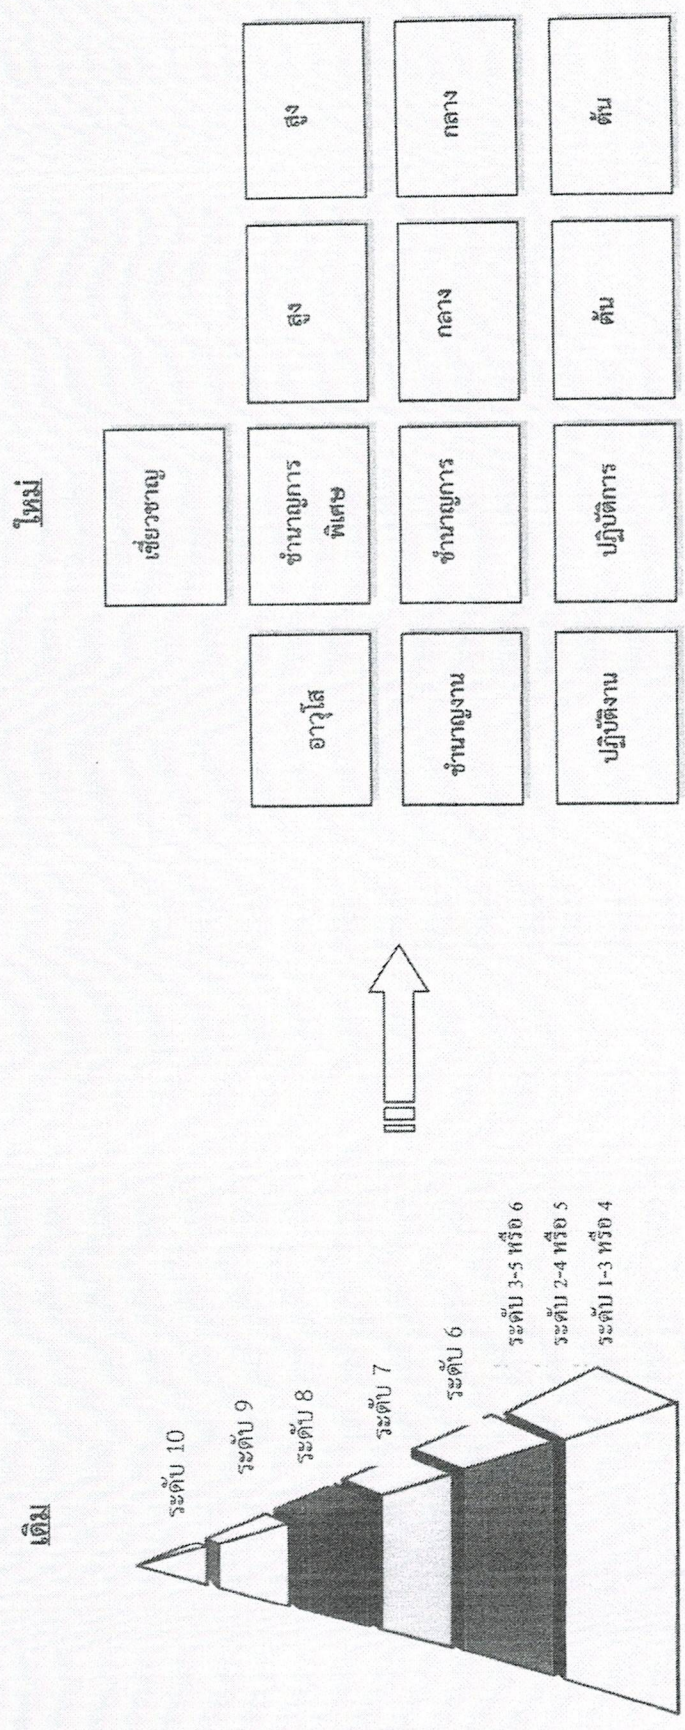 เดิม
ระดับ 10
ระดับ 9
ระดับ 8
ระดับ 7
ระดับ 6
ระดับ 3-5 หรือ 6
ระดับ 2-4 หรือ 5
ระดับ 1-3 หรือ 4
ใหม่
เชี่ยวชาญ
อาวุโส
ชำนาญการ
พิเศษ
สูง
สูง
ชำนาญงาน
ชำนาญการ
กลาง
กลาง
ปฏิบัติงาน
ปฏิบัติการ
ต้น
ต้น